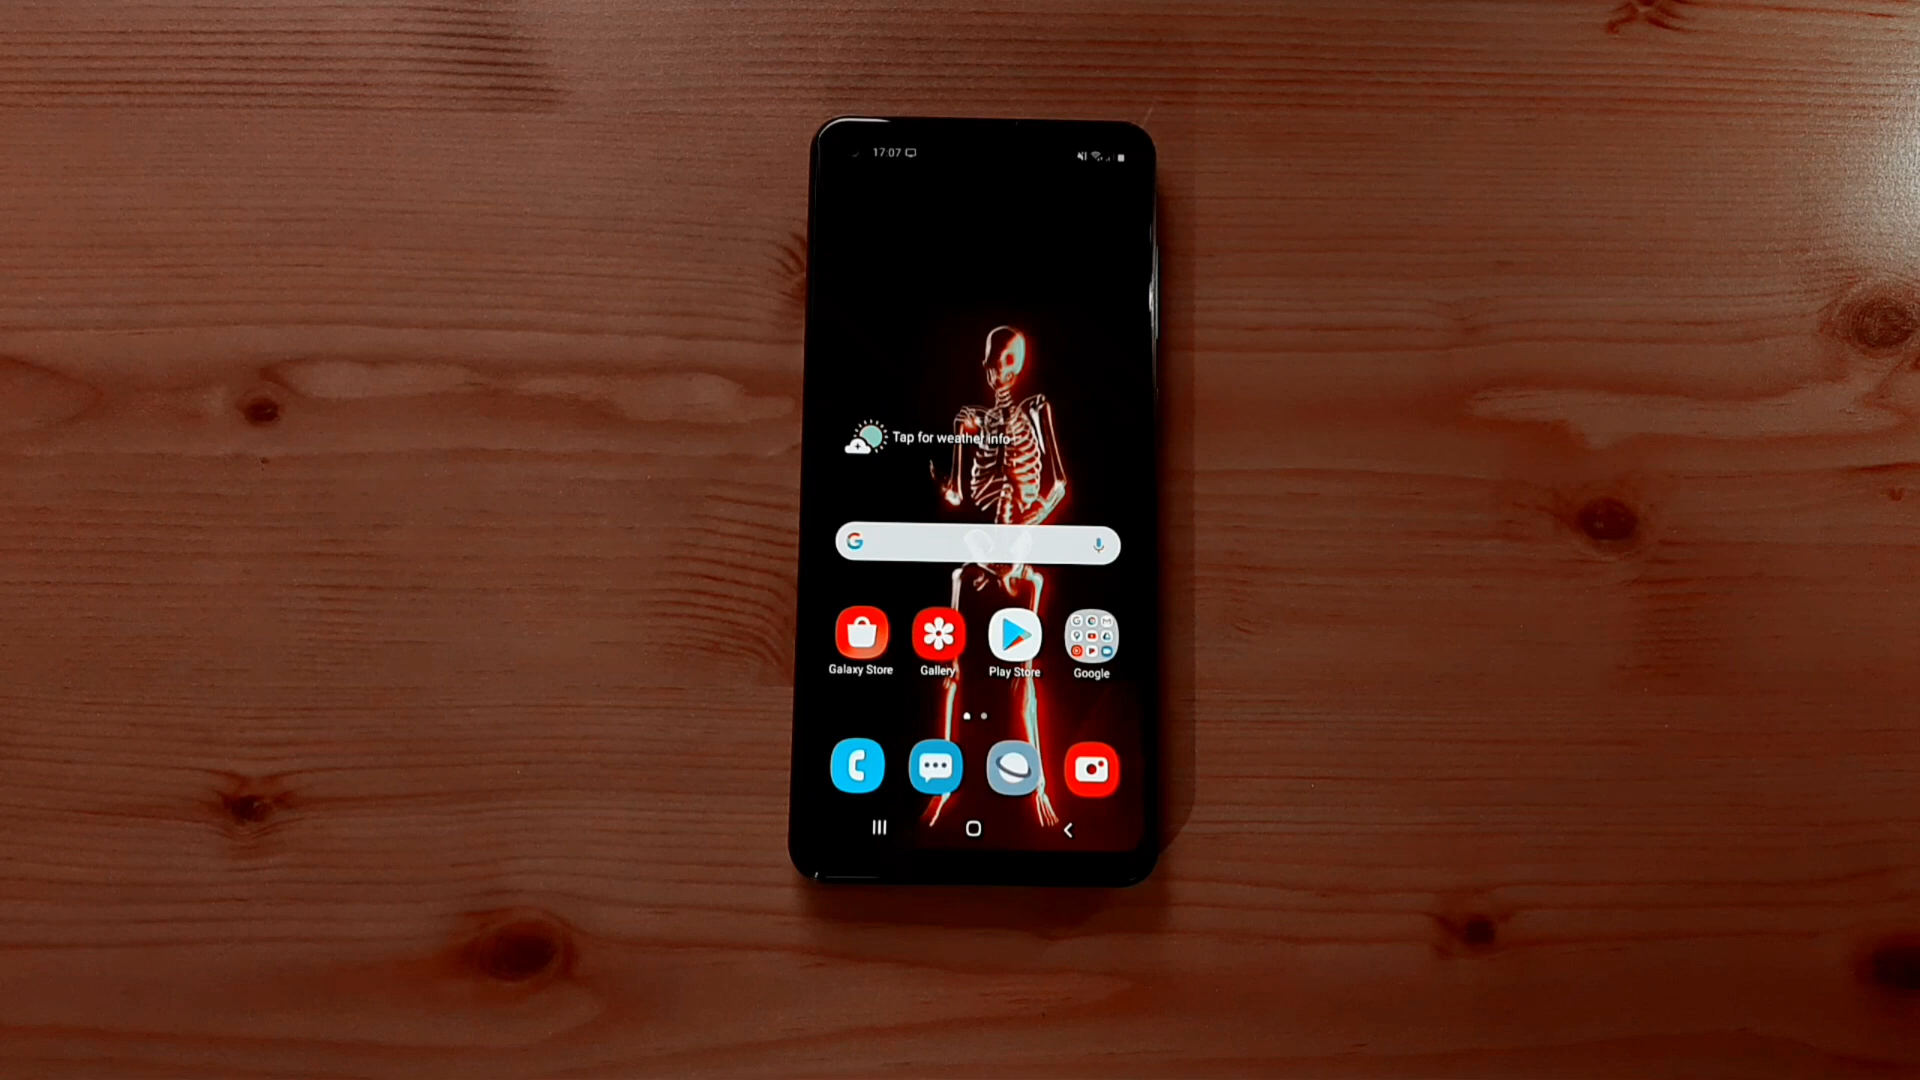 17:07
Tap for weather info
G
Galaxy Store
Gallery
Play Store
Google